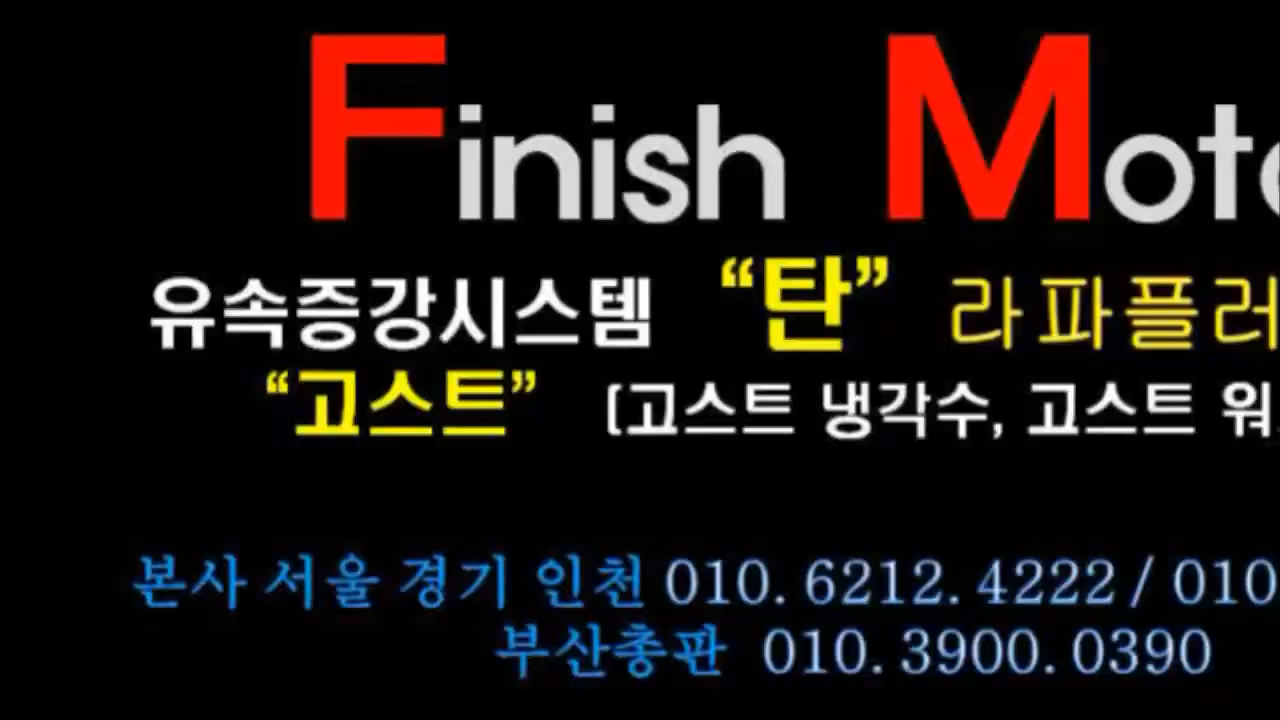 Finish Moto
유속증강시스템 “탄” 라파플러
“고스트” (고스트 냉각수, 고스트 워
본사 서울 경기 인천 010. 6212. 4222 / 010
부산총판 010. 3900. 0390